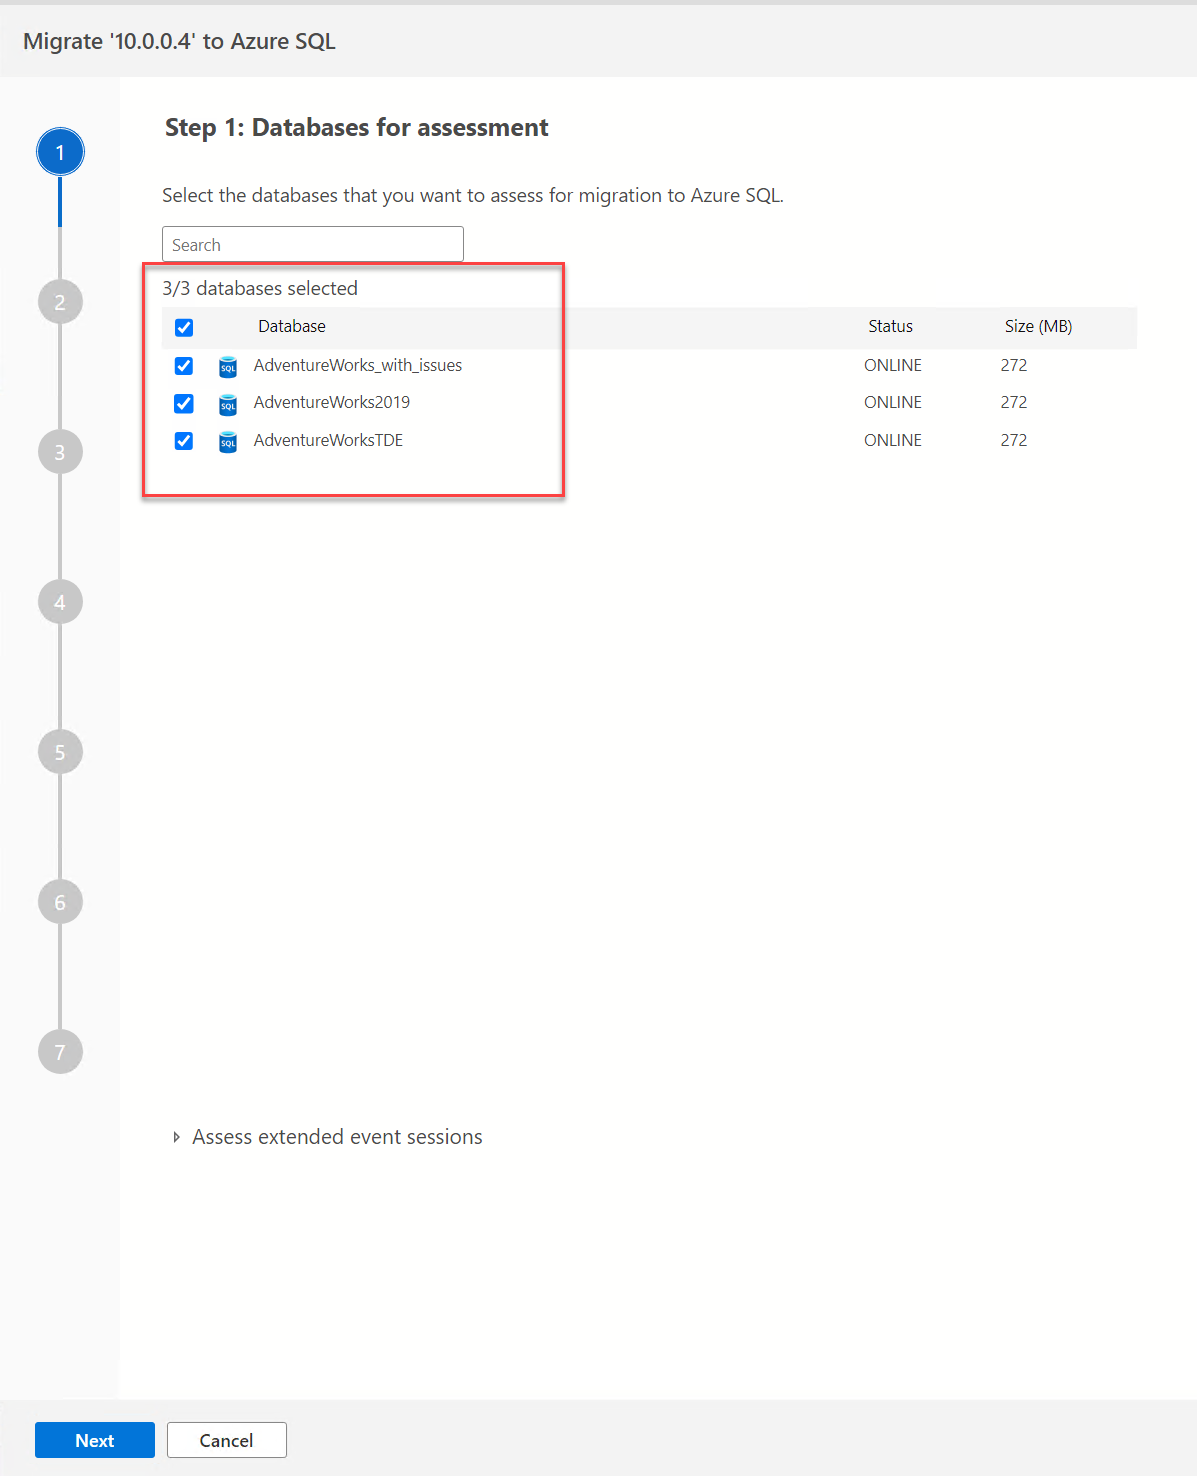 Migrate '10.0.0.4' to Azure SQL
1
Step 1: Databases for assessment
Select the databases that you want to assess for migration to Azure SQL.
Search
3/3 databases selected
Database Status Size (MB)
SQL AdventureWorks_with_issues ONLINE 272
SQL AdventureWorks2019 ONLINE 272
SQL AdventureWorksTDE ONLINE 272
2
3
4
5
6
7
Assess extended event sessions
Next Cancel